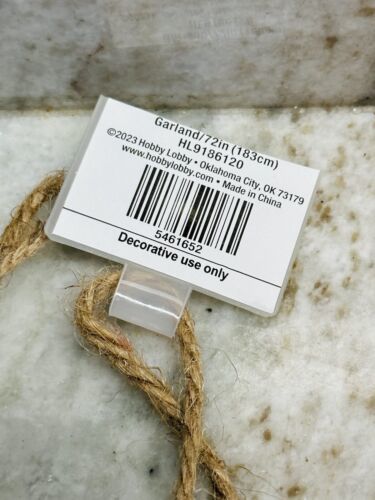 Garland/72in (183cm)
HL9186120
©2023 Hobby Lobby • Oklahoma City, OK 73179
www.hobbylobby.com • Made in China
5461652
Decorative use only